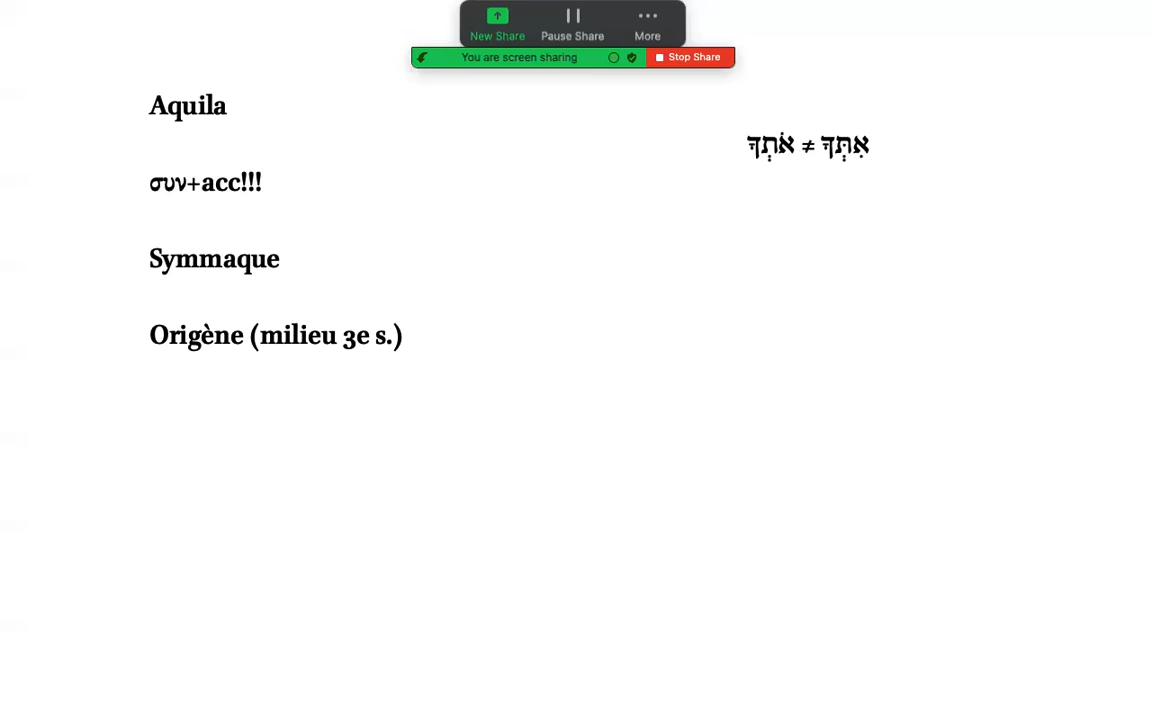 New Share Pause Share More
You are screen sharing Stop Share
Aquila
אִתְּךָ ≠ אֹתְךָ
συν+acc!!!
Symmaque
Origène (milieu 3e s.)